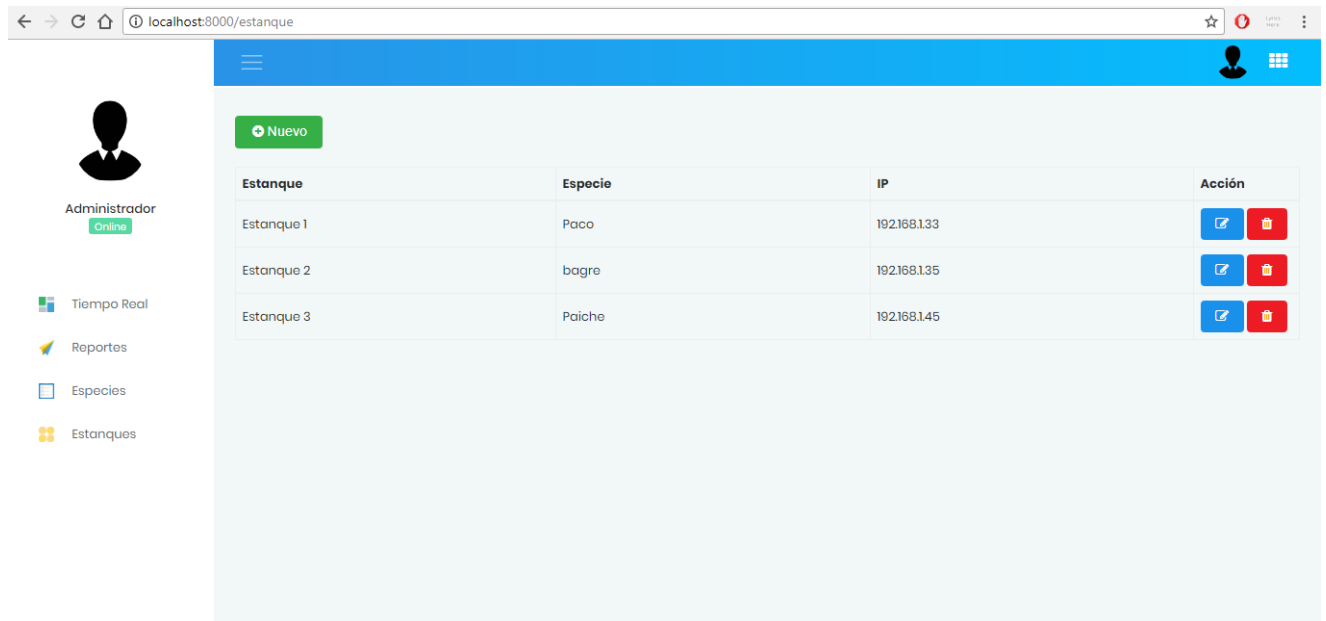 localhost:8000/estanque
Nuevo
Estanque Especie IP Acción
Estanque 1 Paco 192.168.1.33
Estanque 2 bagre 192.168.1.35
Estanque 3 Paiche 192.168.1.45
Administrador
Online
Tiempo Real
Reportes
Especies
Estanques